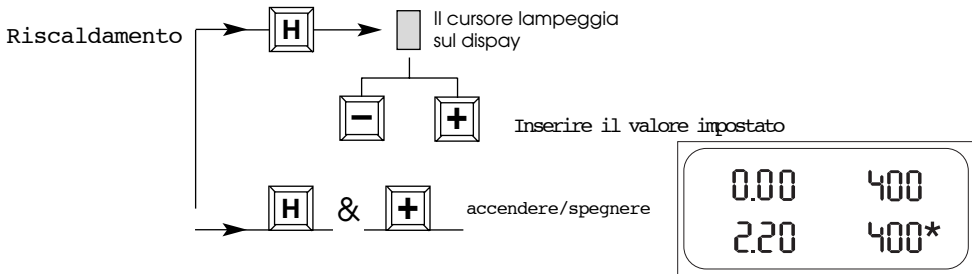 Riscaldamento
H
Il cursore lampeggia
sul dispay
− +
Inserire il valore impostato
H & +
accendere/spegnere
0.00 400
2.20 400*